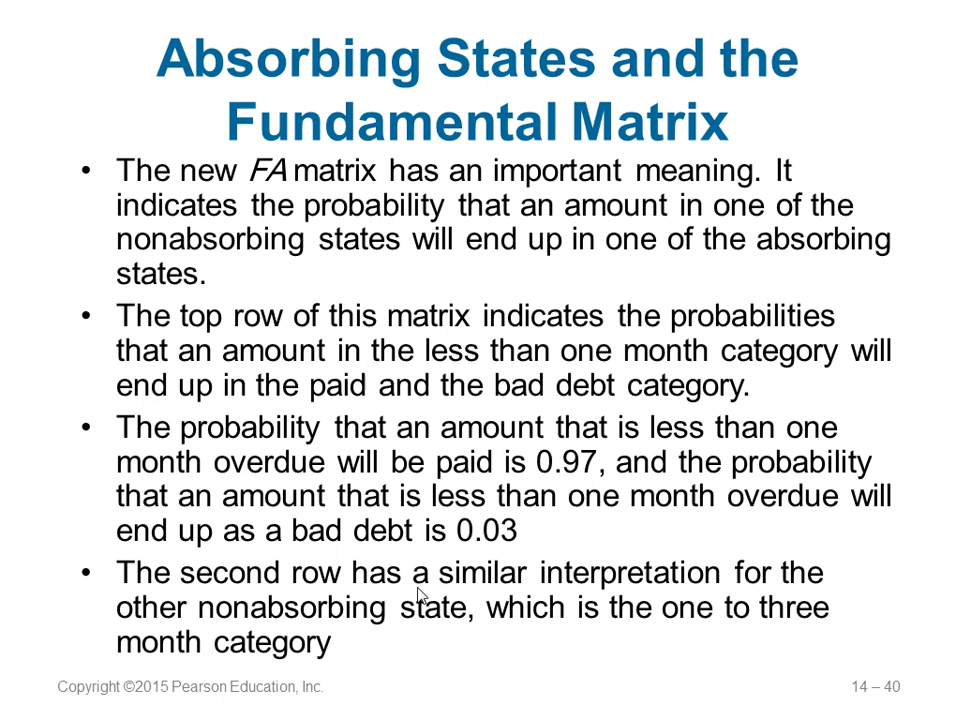 Absorbing States and the
Fundamental Matrix
• The new FA matrix has an important meaning. It
indicates the probability that an amount in one of the
nonabsorbing states will end up in one of the absorbing
states.
• The top row of this matrix indicates the probabilities
that an amount in the less than one month category will
end up in the paid and the bad debt category.
• The probability that an amount that is less than one
month overdue will be paid is 0.97, and the probability
that an amount that is less than one month overdue will
end up as a bad debt is 0.03
• The second row has a similar interpretation for the
other nonabsorbing state, which is the one to three
month category
Copyright ©2015 Pearson Education, Inc.
14 – 40